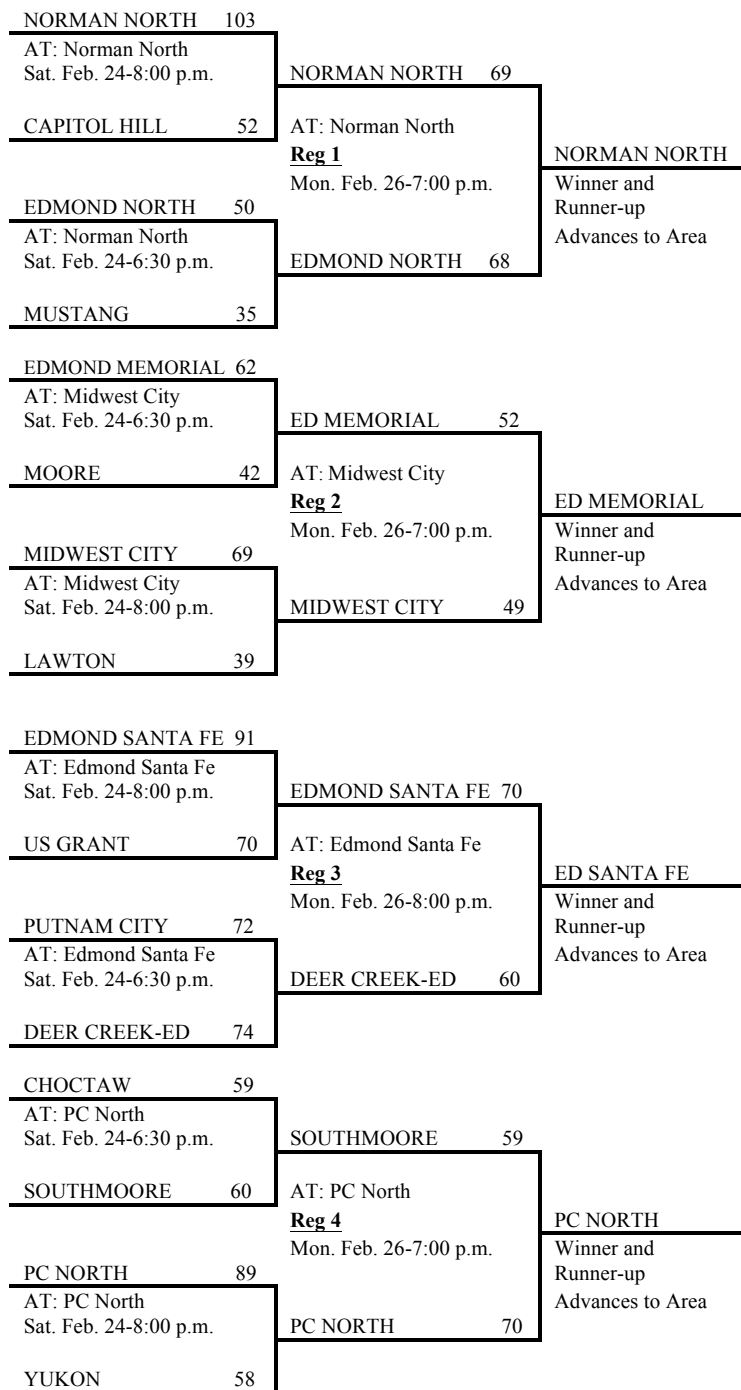 NORMAN NORTH 103
AT: Norman North
Sat. Feb. 24-8:00 p.m.
CAPITOL HILL 52
NORMAN NORTH 69
AT: Norman North
Reg 1
Mon. Feb. 26-7:00 p.m.
NORMAN NORTH
Winner and
Runner-up
Advances to Area
EDMOND NORTH 50
AT: Norman North
Sat. Feb. 24-6:30 p.m.
MUSTANG 35
EDMOND NORTH 68
EDMOND MEMORIAL 62
AT: Midwest City
Sat. Feb. 24-6:30 p.m.
MOORE 42
ED MEMORIAL 52
AT: Midwest City
Reg 2
Mon. Feb. 26-7:00 p.m.
ED MEMORIAL
Winner and
Runner-up
Advances to Area
MIDWEST CITY 69
AT: Midwest City
Sat. Feb. 24-8:00 p.m.
LAWTON 39
MIDWEST CITY 49
EDMOND SANTA FE 91
AT: Edmond Santa Fe
Sat. Feb. 24-8:00 p.m.
US GRANT 70
EDMOND SANTA FE 70
AT: Edmond Santa Fe
Reg 3
Mon. Feb. 26-8:00 p.m.
ED SANTA FE
Winner and
Runner-up
Advances to Area
PUTNAM CITY 72
AT: Edmond Santa Fe
Sat. Feb. 24-6:30 p.m.
DEER CREEK-ED 74
DEER CREEK-ED 60
CHOCTAW 59
AT: PC North
Sat. Feb. 24-6:30 p.m.
SOUTHMOORE 60
SOUTHMOORE 59
AT: PC North
Reg 4
Mon. Feb. 26-7:00 p.m.
PC NORTH
Winner and
Runner-up
Advances to Area
PC NORTH 89
AT: PC North
Sat. Feb. 24-8:00 p.m.
YUKON 58
PC NORTH 70